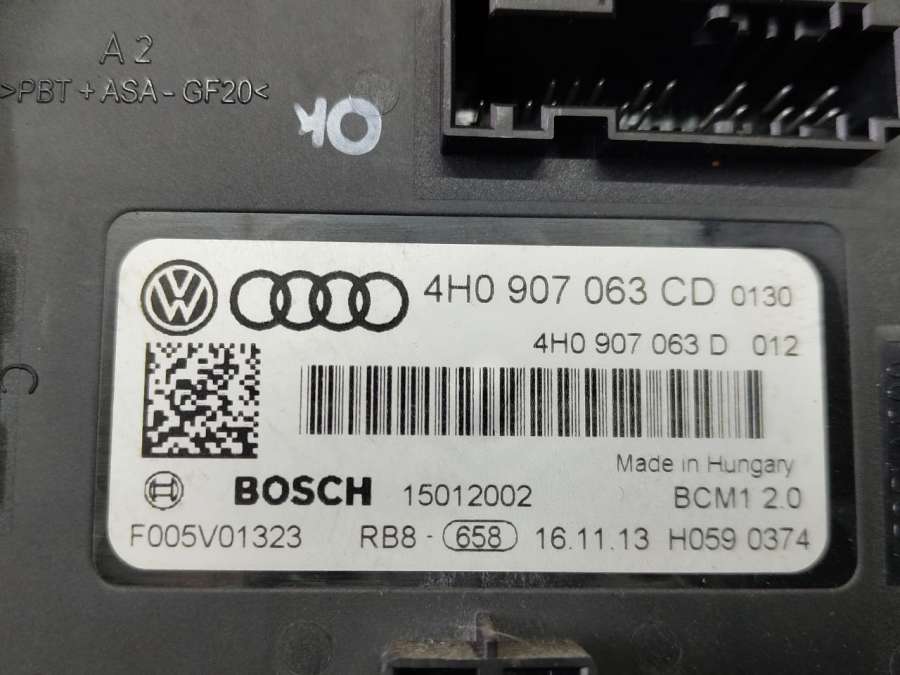 A 2
>PBT + ASA - GF20<
OK
4H0 907 063 CD 0130
4H0 907 063 D 012
Made in Hungary
BOSCH 15012002 BCM1 2.0
F005V01323 RB8 - 658 16.11.13 H059 0374